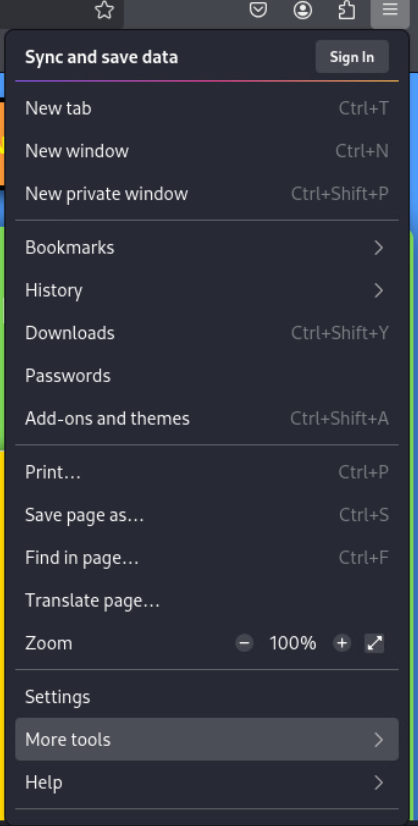 Sync and save data Sign In
New tab Ctrl+T
New window Ctrl+N
New private window Ctrl+Shift+P
Bookmarks
History
Downloads Ctrl+Shift+Y
Passwords
Add-ons and themes Ctrl+Shift+A
Print… Ctrl+P
Save page as… Ctrl+S
Find in page… Ctrl+F
Translate page…
Zoom − 100% +
Settings
More tools
Help